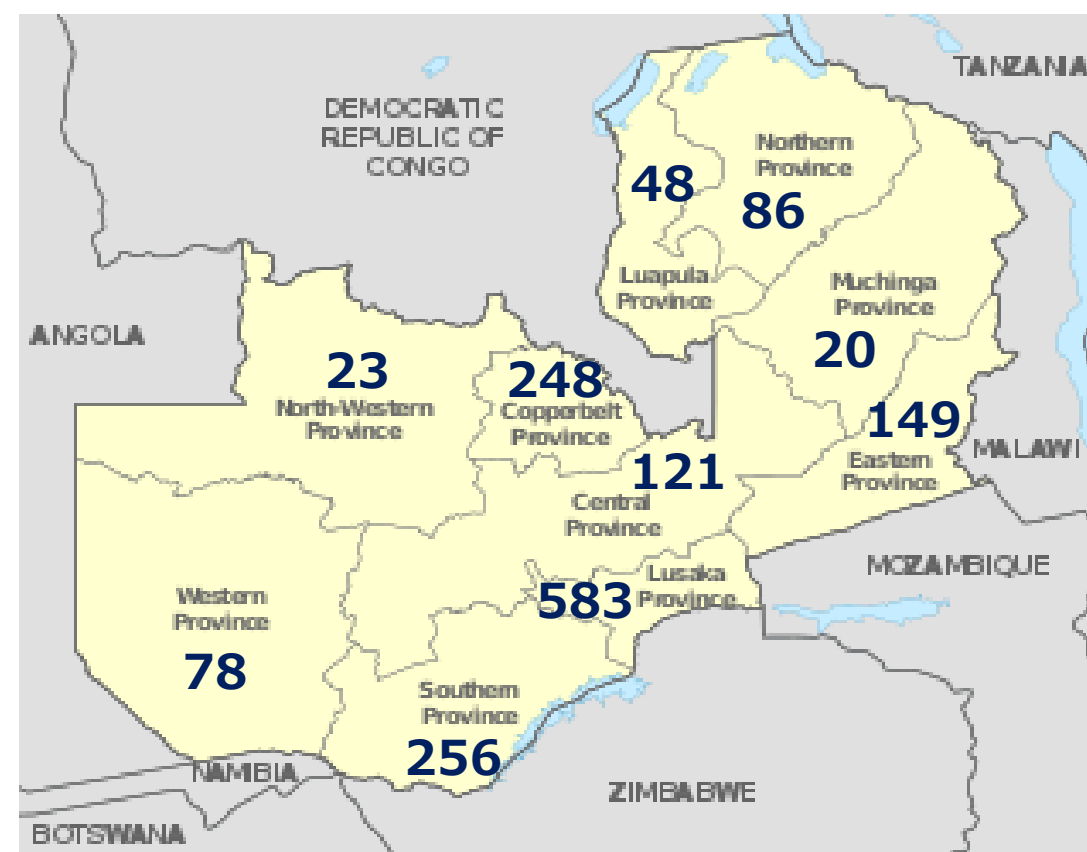 TANZANIA
DEMOCRATIC
REPUBLIC OF
CONGO
Northern
Province
48
86
Luapula
Province
Muchinga
Province
ANGOLA
20
23
248
North-Western
Province
Copperbelt
Province
149
MALAWI
121
Eastern
Province
Central
Province
MOZAMBIQUE
Lusaka
Province
583
Western
Province
78
Southern
Province
256
NAMIBIA
ZIMBABWE
BOTSWANA